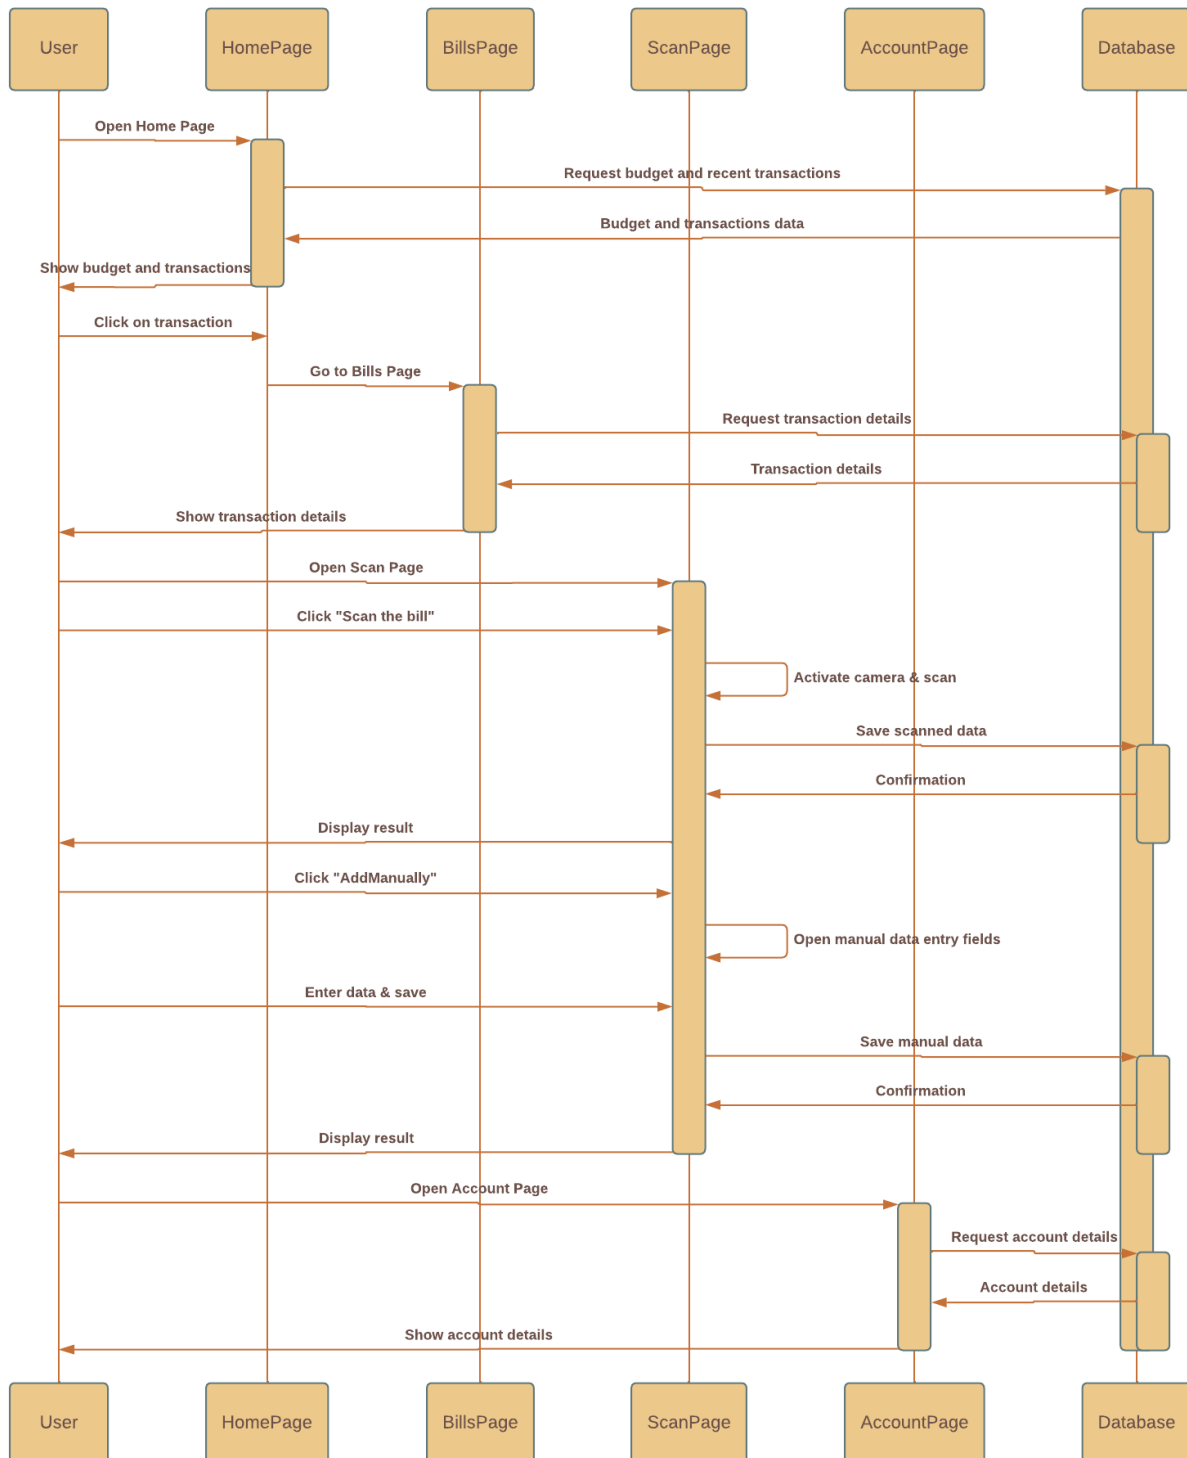 User
HomePage
BillsPage
ScanPage
AccountPage
Database
Open Home Page
Request budget and recent transactions
Budget and transactions data
Show budget and transactions
Click on transaction
Go to Bills Page
Request transaction details
Transaction details
Show transaction details
Open Scan Page
Click "Scan the bill"
Activate camera & scan
Save scanned data
Confirmation
Display result
Click "AddManually"
Open manual data entry fields
Enter data & save
Save manual data
Confirmation
Display result
Open Account Page
Request account details
Account details
Show account details
User
HomePage
BillsPage
ScanPage
AccountPage
Database